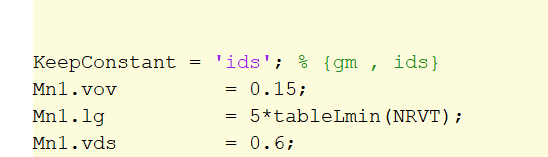 KeepConstant = 'ids'; % {gm , ids}
Mn1.vov = 0.15;
Mn1.lg = 5*tableLmin(NRVT);
Mn1.vds = 0.6;